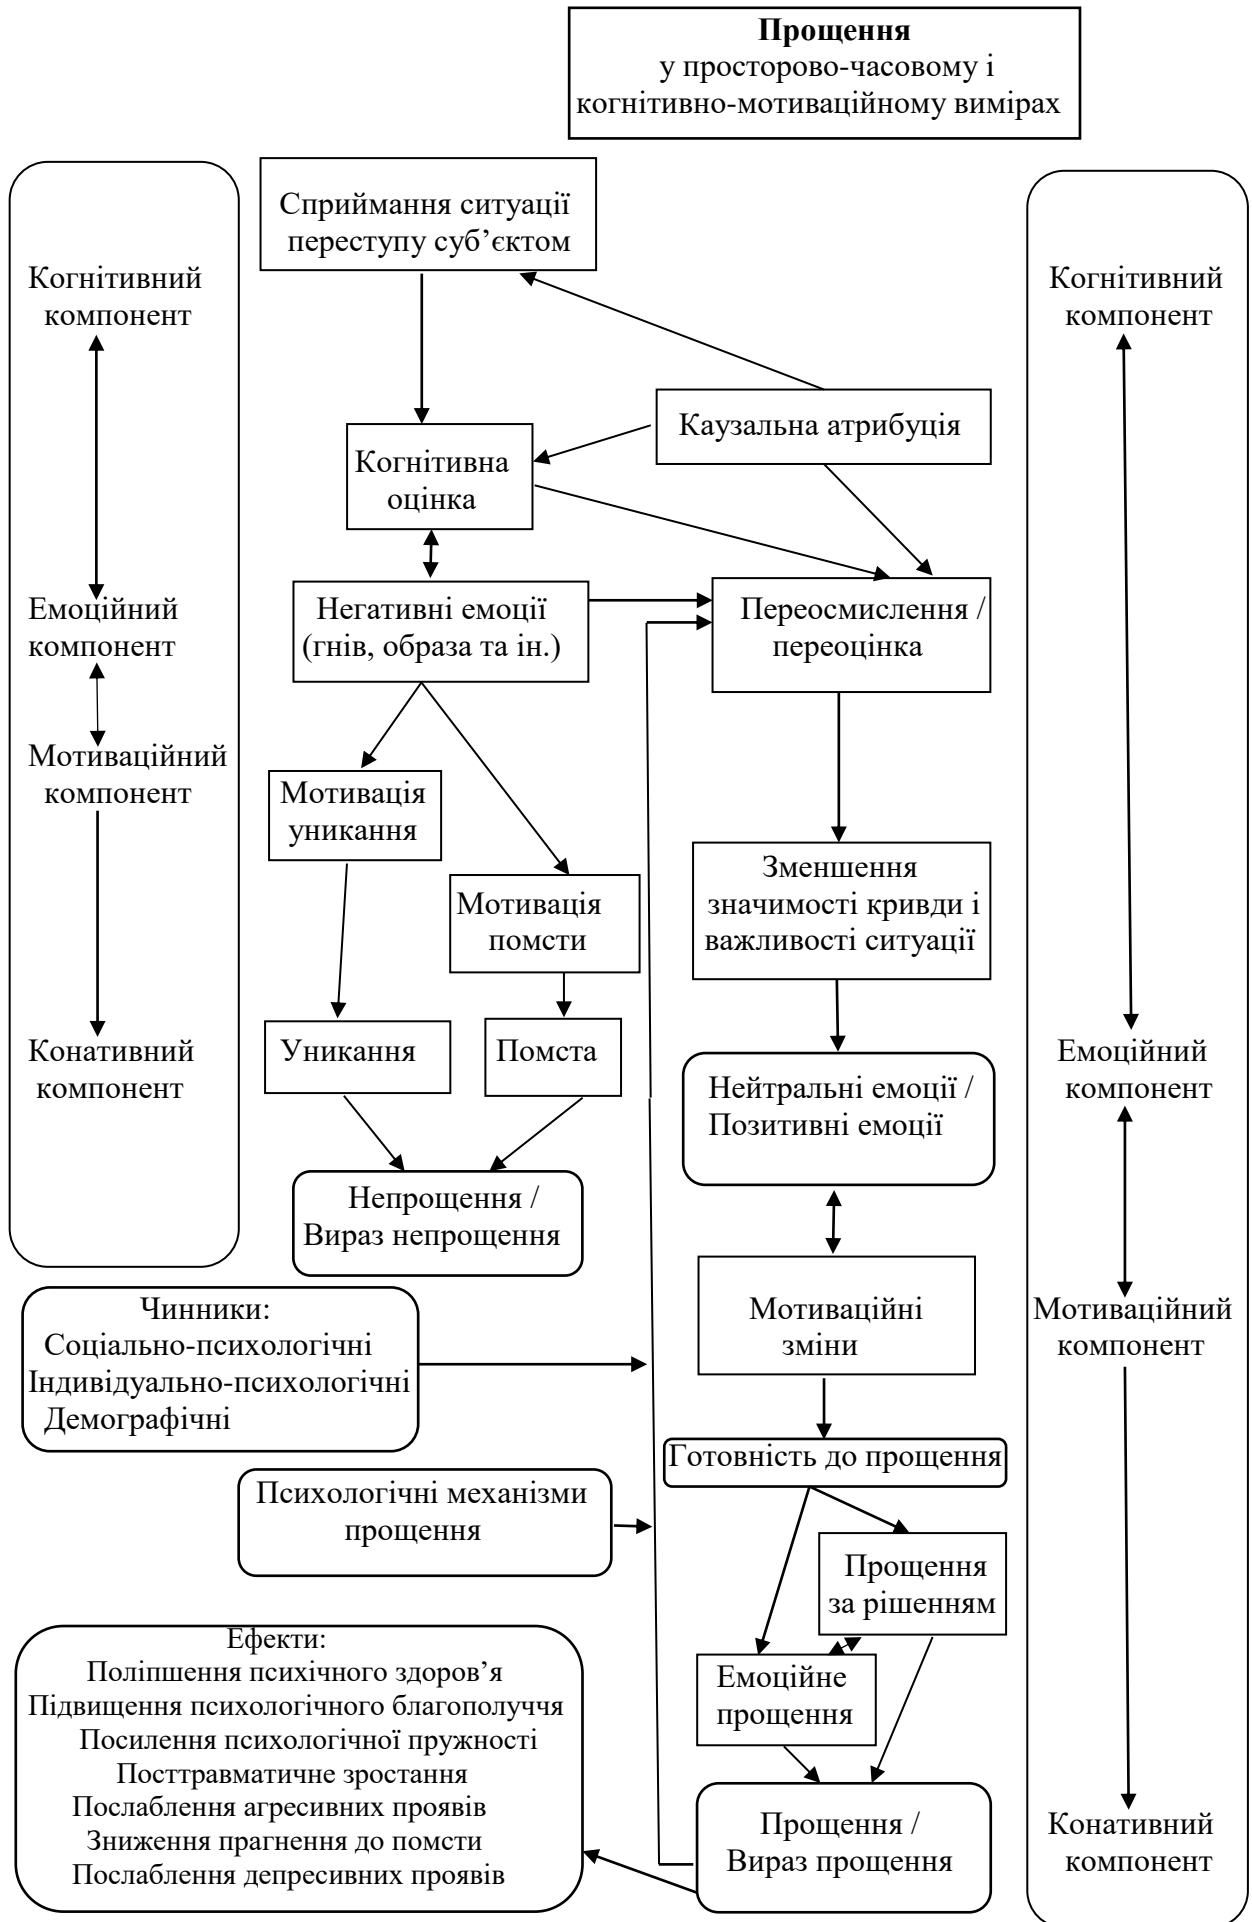 Прощення
у просторово-часовому і
когнітивно-мотиваційному вимірах
Когнітивний
компонент
Емоційний
компонент
Мотиваційний
компонент
Конативний
компонент
Сприймання ситуації
переступу суб’єктом
Каузальна атрибуція
Когнітивна
оцінка
Негативні емоції
(гнів, образа та ін.)
Переосмислення /
переоцінка
Мотивація
уникання
Мотивація
помсти
Зменшення
значимості кривди і
важливості ситуації
Уникання
Помста
Нейтральні емоції /
Позитивні емоції
Непрощення /
Вираз непрощення
Мотиваційні
зміни
Чинники:
Соціально-психологічні
Індивідуально-психологічні
Демографічні
Готовність до прощення
Психологічні механізми
прощення
Прощення
за рішенням
Емоційне
прощення
Ефекти:
Поліпшення психічного здоров’я
Підвищення психологічного благополуччя
Посилення психологічної пружності
Посттравматичне зростання
Послаблення агресивних проявів
Зниження прагнення до помсти
Послаблення депресивних проявів
Прощення /
Вираз прощення
Когнітивний
компонент
Емоційний
компонент
Мотиваційний
компонент
Конативний
компонент